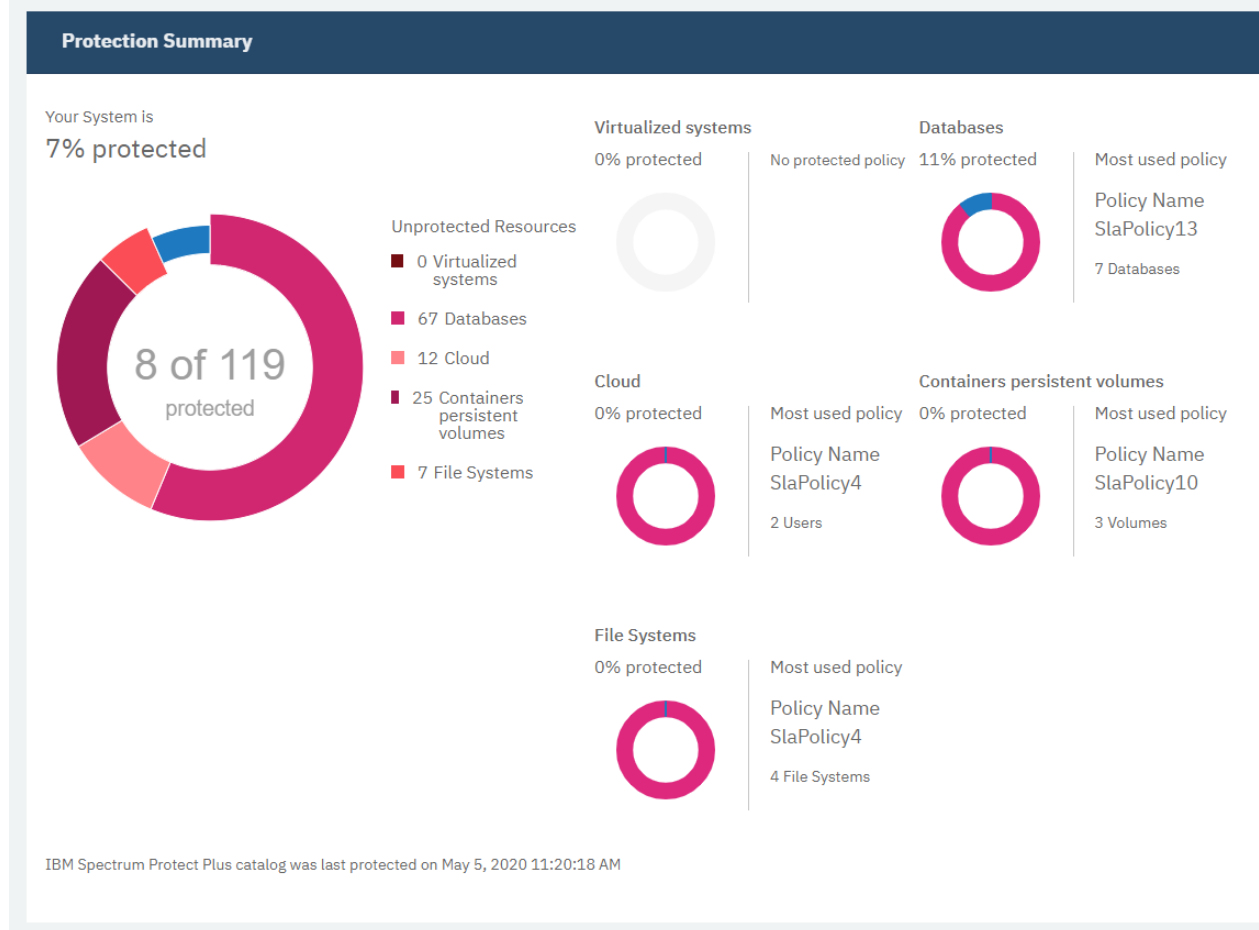 Protection Summary
Your System is
7% protected
8 of 119
protected
Unprotected Resources
0 Virtualized
systems
67 Databases
12 Cloud
25 Containers
persistent
volumes
7 File Systems
Virtualized systems
0% protected
No protected policy
Databases
11% protected
Most used policy
Policy Name
SlaPolicy13
7 Databases
Cloud
0% protected
Most used policy
Policy Name
SlaPolicy4
2 Users
Containers persistent volumes
0% protected
Most used policy
Policy Name
SlaPolicy10
3 Volumes
File Systems
0% protected
Most used policy
Policy Name
SlaPolicy4
4 File Systems
IBM Spectrum Protect Plus catalog was last protected on May 5, 2020 11:20:18 AM